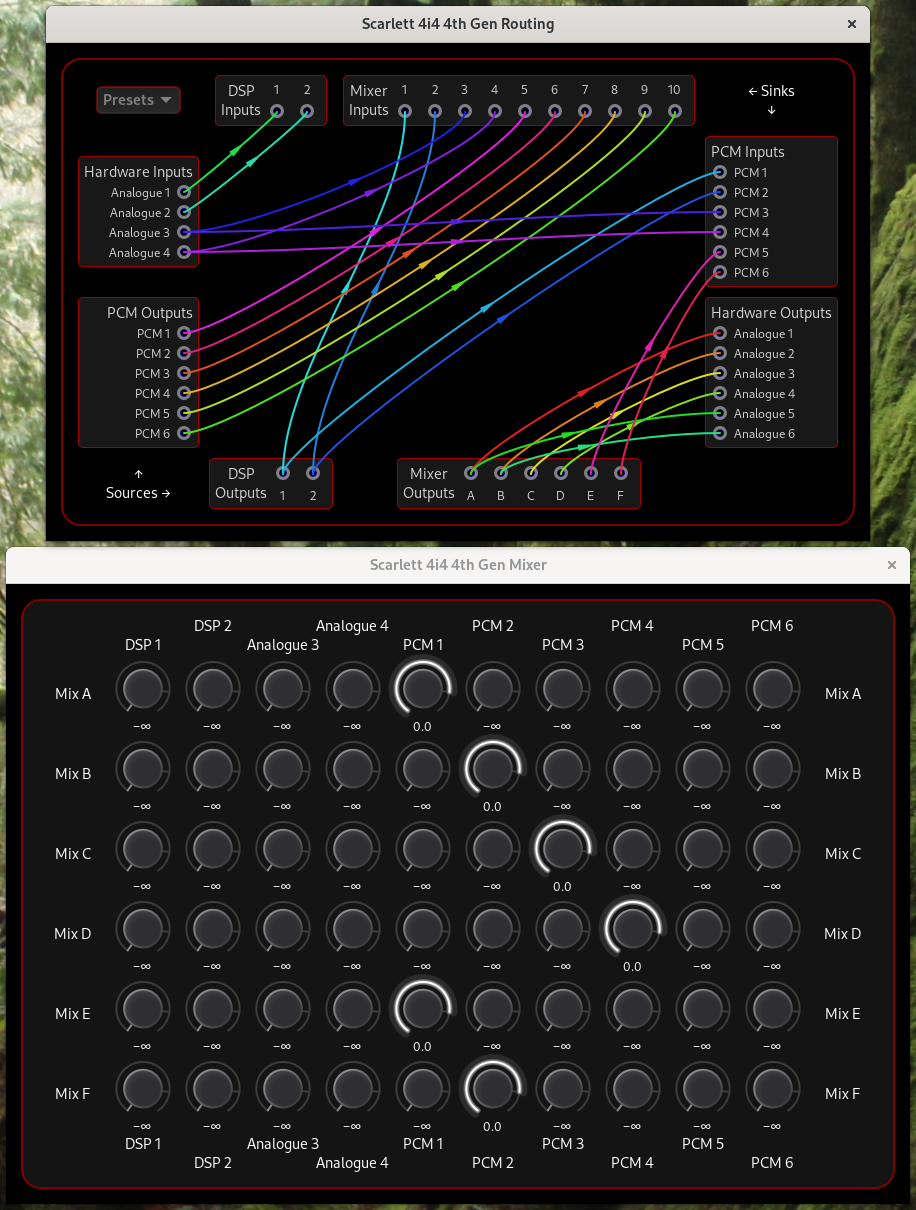 Scarlett 4i4 4th Gen Routing ×
Presets
DSP Inputs 1 2
Mixer Inputs 1 2 3 4 5 6 7 8 9 10
← Sinks
↓
Hardware Inputs
Analogue 1
Analogue 2
Analogue 3
Analogue 4
PCM Inputs
PCM 1
PCM 2
PCM 3
PCM 4
PCM 5
PCM 6
PCM Outputs
PCM 1
PCM 2
PCM 3
PCM 4
PCM 5
PCM 6
Hardware Outputs
Analogue 1
Analogue 2
Analogue 3
Analogue 4
Analogue 5
Analogue 6
↑
Sources →
DSP Outputs 1 2
Mixer Outputs A B C D E F
Scarlett 4i4 4th Gen Mixer ×
DSP 2 Analogue 4 PCM 2 PCM 4 PCM 6
DSP 1 Analogue 3 PCM 1 PCM 3 PCM 5
Mix A Mix A
-∞ -∞ -∞ -∞ 0.0 -∞ -∞ -∞ -∞ -∞
Mix B Mix B
-∞ -∞ -∞ -∞ -∞ 0.0 -∞ -∞ -∞ -∞
Mix C Mix C
-∞ -∞ -∞ -∞ -∞ -∞ 0.0 -∞ -∞ -∞
Mix D Mix D
-∞ -∞ -∞ -∞ -∞ -∞ -∞ 0.0 -∞ -∞
Mix E Mix E
-∞ -∞ -∞ -∞ 0.0 -∞ -∞ -∞ -∞ -∞
Mix F Mix F
-∞ -∞ -∞ -∞ -∞ 0.0 -∞ -∞ -∞ -∞
DSP 1 Analogue 3 PCM 1 PCM 3 PCM 5
DSP 2 Analogue 4 PCM 2 PCM 4 PCM 6